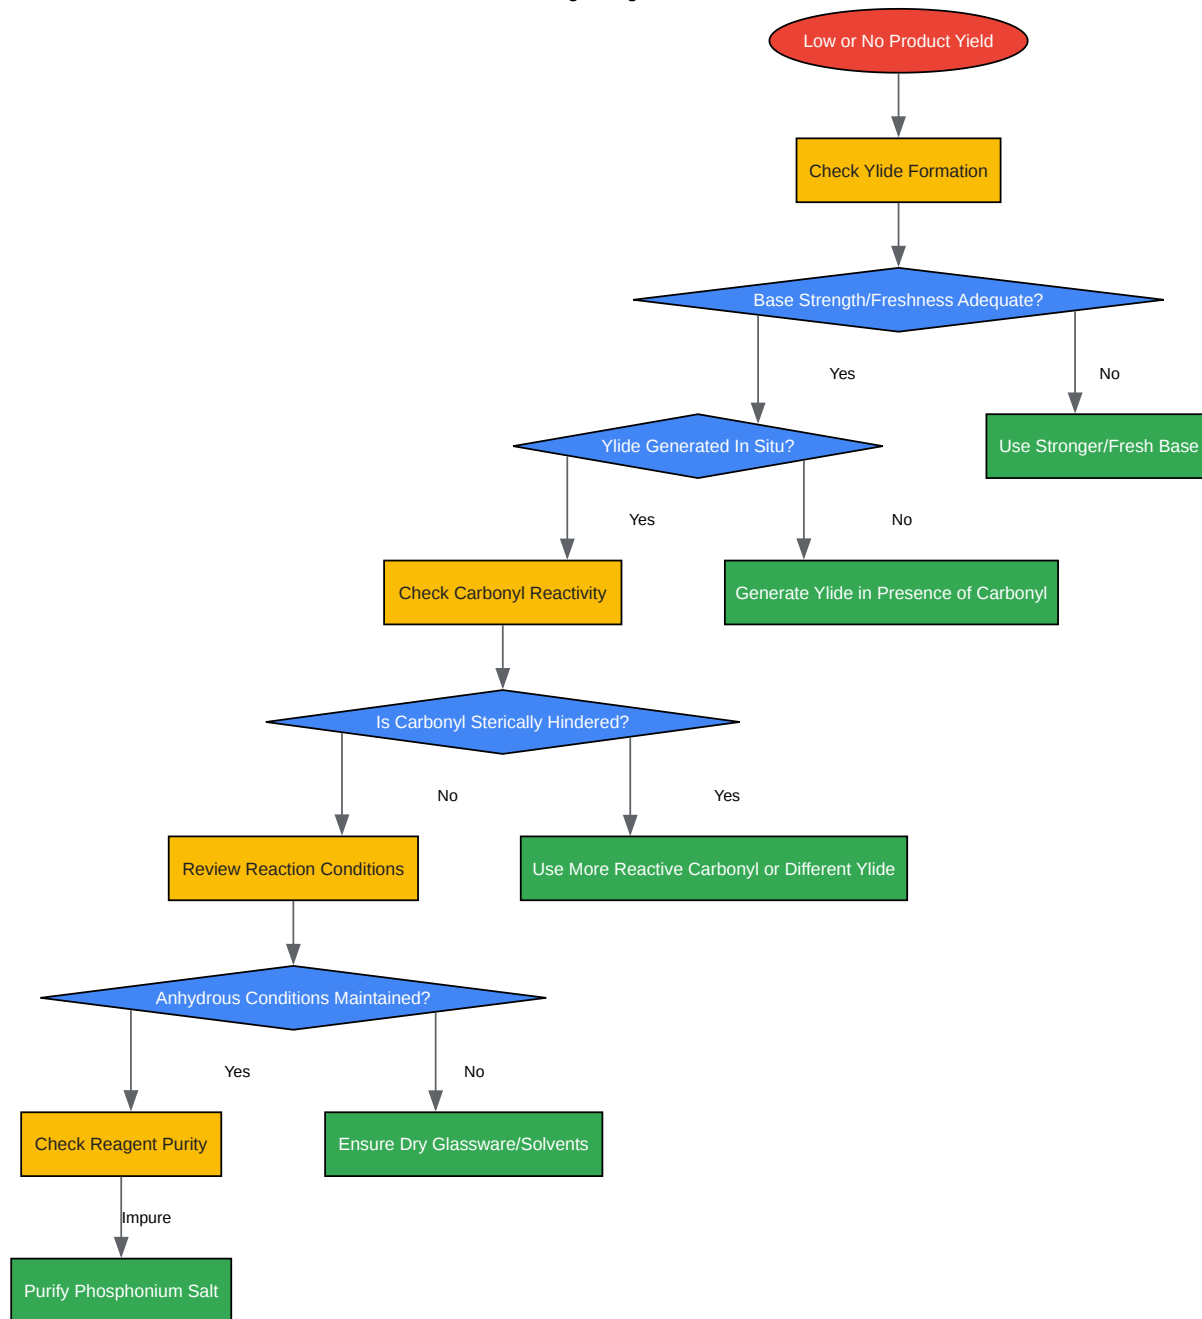 Low or No Product Yield
Check Ylide Formation
Base Strength/Freshness Adequate?
Yes
No
Ylide Generated In Situ?
Use Stronger/Fresh Base
Yes
No
Check Carbonyl Reactivity
Generate Ylide in Presence of Carbonyl
Is Carbonyl Sterically Hindered?
No
Yes
Review Reaction Conditions
Use More Reactive Carbonyl or Different Ylide
Anhydrous Conditions Maintained?
Yes
No
Check Reagent Purity
Ensure Dry Glassware/Solvents
Impure
Purify Phosphonium Salt